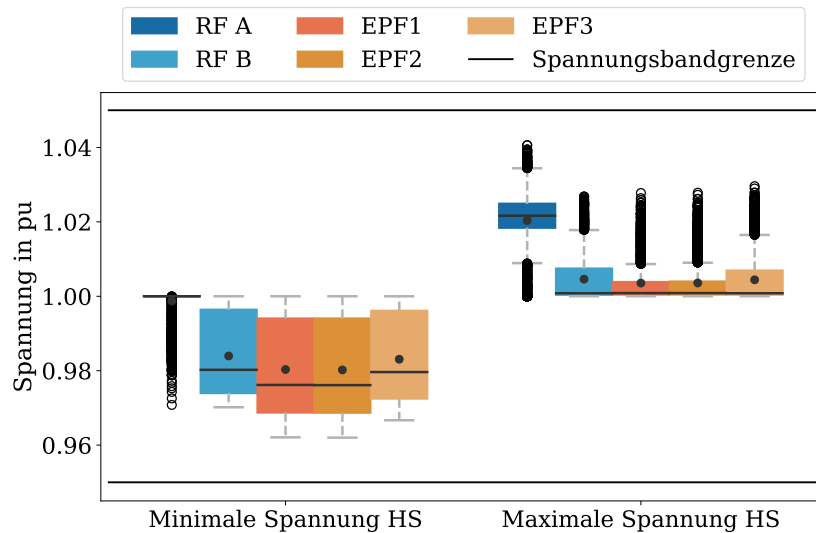 RF A
EPF1
EPF3
RF B
EPF2
Spannungsbandgrenze
Spannung in pu
1.04
1.02
1.00
0.98
0.96
Minimale Spannung HS
Maximale Spannung HS